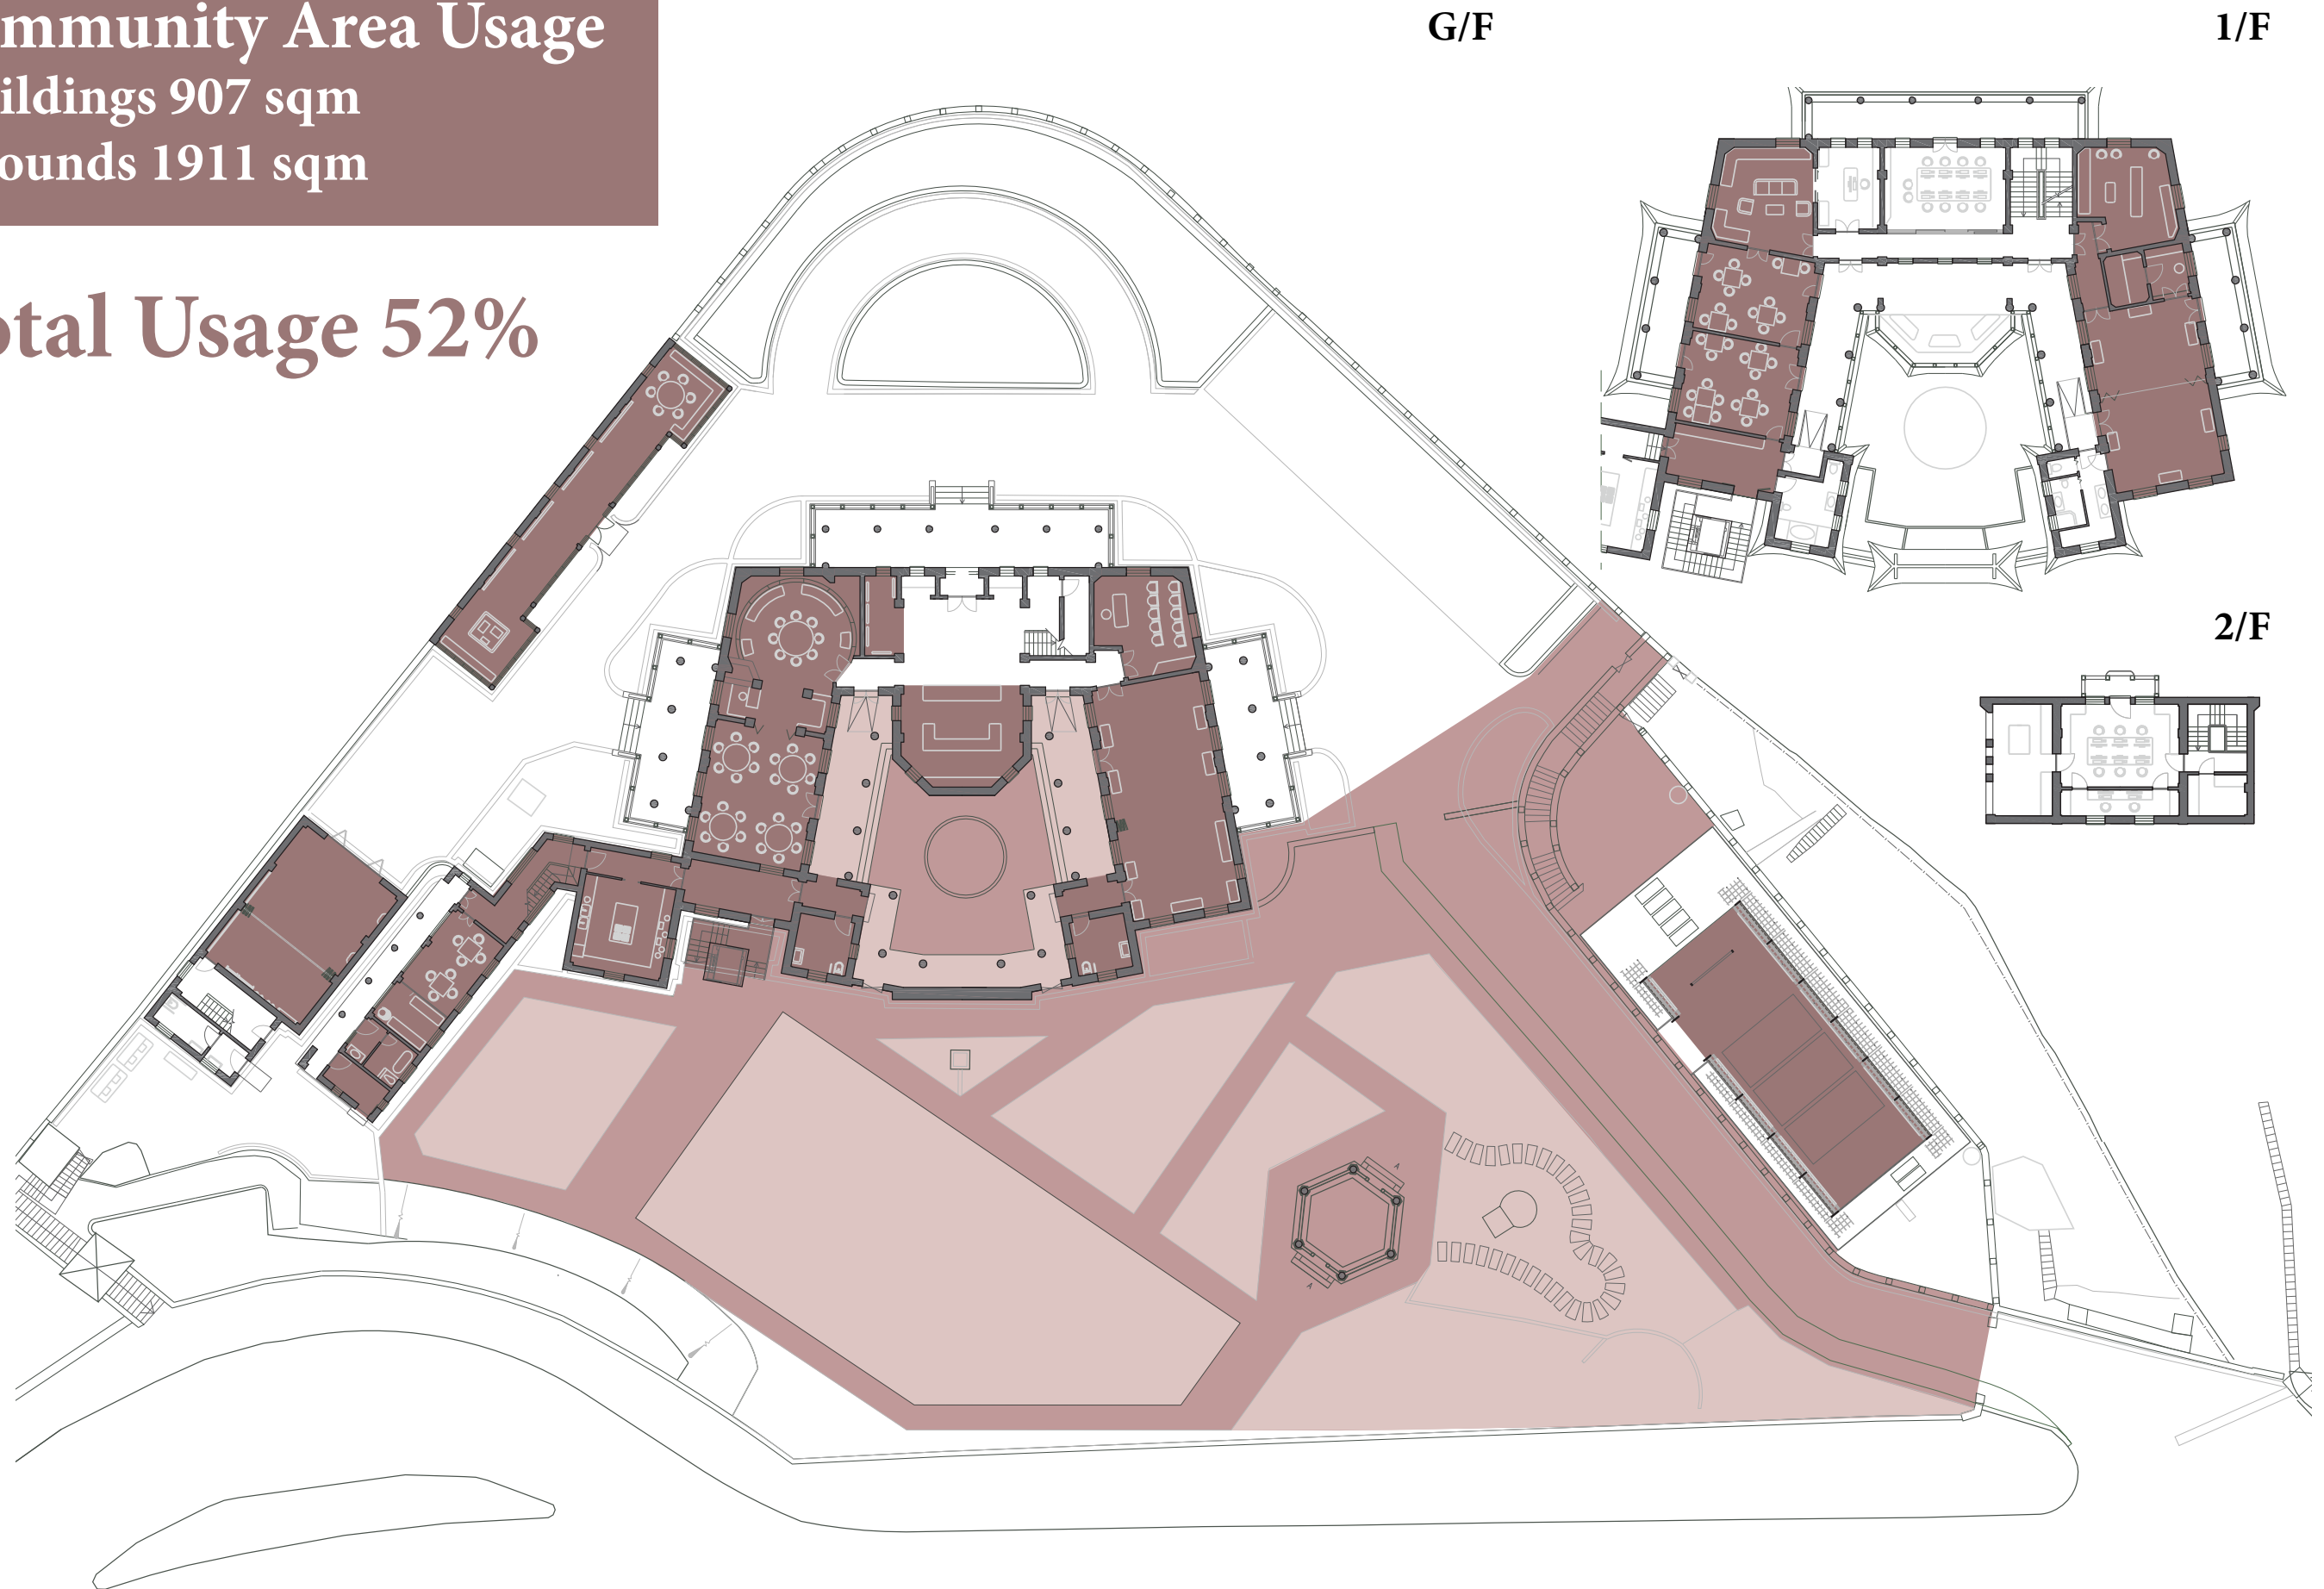 mmunity Area Usage
ildings 907 sqm
ounds 1911 sqm
otal Usage 52%
G/F
1/F
2/F
A
A